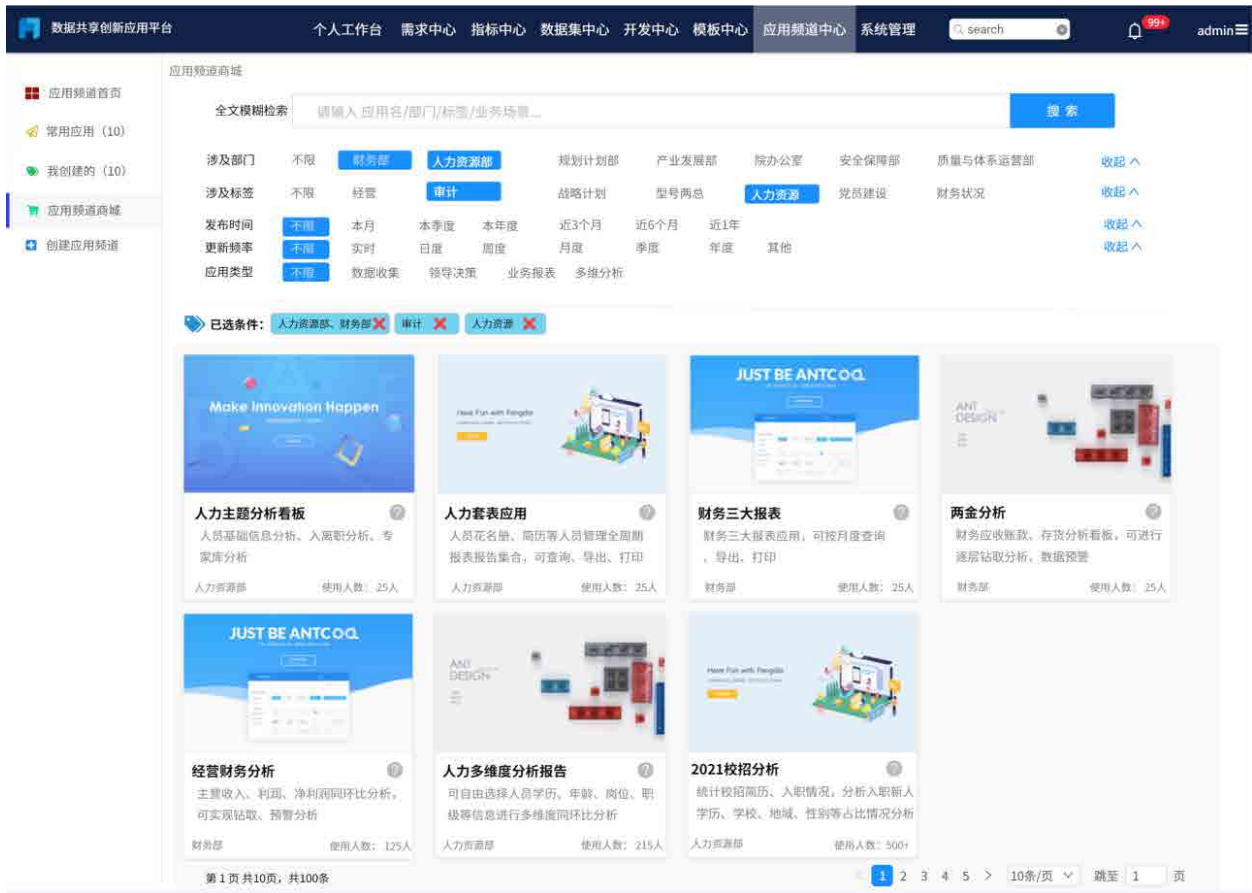 数据共享创新应用平台
个人工作台 需求中心 指标中心 数据集中心 开发中心 模板中心 应用频道中心 系统管理 search 99+ admin
应用频道首页
常用应用（10）
我创建的（10）
应用频道商城
创建应用频道
应用频道商城
全文模糊检索 请输入 应用名/部门/标签/业务场景... 搜 索
涉及部门 不限 财务部 人力资源部 规划计划部 产业发展部 院办公室 安全保障部 质量与体系运营部 收起
涉及标签 不限 经营 审计 战略计划 型号两总 人力资源 党员建设 财务状况 收起
发布时间 不限 本月 本季度 本年度 近3个月 近6个月 近1年 收起
更新频率 不限 实时 日度 周度 月度 季度 年度 其他 收起
应用类型 不限 数据收集 领导决策 业务报表 多维分析
已选条件： 人力资源部、财务部 审计 人力资源
Make Innovation Happen
人力主题分析看板
人员基础信息分析、入离职分析、专
家库分析
人力资源部 使用人数：25人
Have Fun with Fengdie
人力套表应用
人员花名册、简历等人员管理全周期
报表报告集合，可查询、导出、打印
人力资源部 使用人数：25人
JUST BE ANTCOOL
财务三大报表
财务三大报表应用，可按月度查询
、导出、打印
财务部 使用人数：25人
ANT
DESIGN
两金分析
财务应收账款、存货分析看板，可进行
逐层钻取分析、数据预警
财务部 使用人数：25人
JUST BE ANTCOOL
经营财务分析
主营收入、利润、净利润同环比分析，
可实现钻取、预警分析
财务部 使用人数：125人
ANT
DESIGN
人力多维度分析报告
可自由选择人员学历、年龄、岗位、职
级等信息进行多维度同环比分析
人力资源部 使用人数：215人
Have Fun with Fengdie
2021校招分析
统计校招简历、入职情况，分析入职新人
学历、学校、地域、性别等占比情况分析
人力资源部 使用人数：500+
第 1 页 共10页，共100条 1 2 3 4 5 10条/页 跳至 1 页